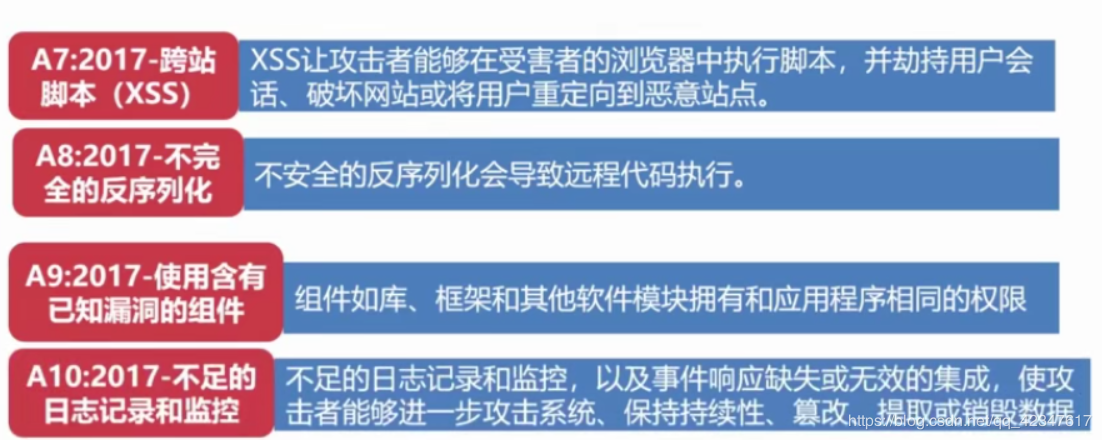 A7:2017-跨站
脚本（XSS）
XSS让攻击者能够在受害者的浏览器中执行脚本，并劫持用户会
话、破坏网站或将用户重定向到恶意站点。
A8:2017-不完
全的反序列化
不安全的反序列化会导致远程代码执行。
A9:2017-使用含有
已知漏洞的组件
组件如库、框架和其他软件模块拥有和应用程序相同的权限
A10:2017-不足的
日志记录和监控
不足的日志记录和监控，以及事件响应缺失或无效的集成，使攻
击者能够进一步攻击系统、保持持续性、篡改、提取或销毁数据
https://blog.csdn.net/qq_42347617